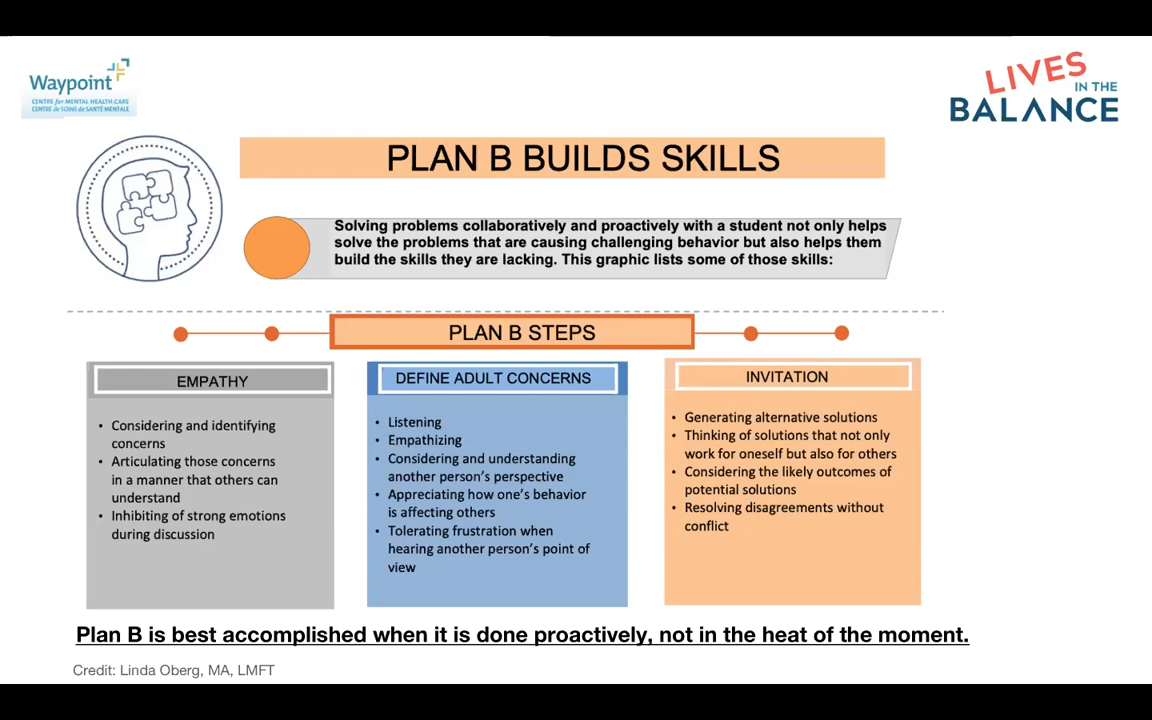 Waypoint
CENTRE for MENTAL HEALTH CARE
CENTRE de SOINS de SANTÉ MENTALE
LIVES
IN THE
BALANCE
PLAN B BUILDS SKILLS
Solving problems collaboratively and proactively with a student not only helps
solve the problems that are causing challenging behavior but also helps them
build the skills they are lacking. This graphic lists some of those skills:
PLAN B STEPS
EMPATHY
• Considering and identifying
concerns
• Articulating those concerns
in a manner that others can
understand
• Inhibiting of strong emotions
during discussion
DEFINE ADULT CONCERNS
• Listening
• Empathizing
• Considering and understanding
another person's perspective
• Appreciating how one's behavior
is affecting others
• Tolerating frustration when
hearing another person's point of
view
INVITATION
• Generating alternative solutions
• Thinking of solutions that not only
work for oneself but also for others
• Considering the likely outcomes of
potential solutions
• Resolving disagreements without
conflict
Plan B is best accomplished when it is done proactively, not in the heat of the moment.
Credit: Linda Oberg, MA, LMFT